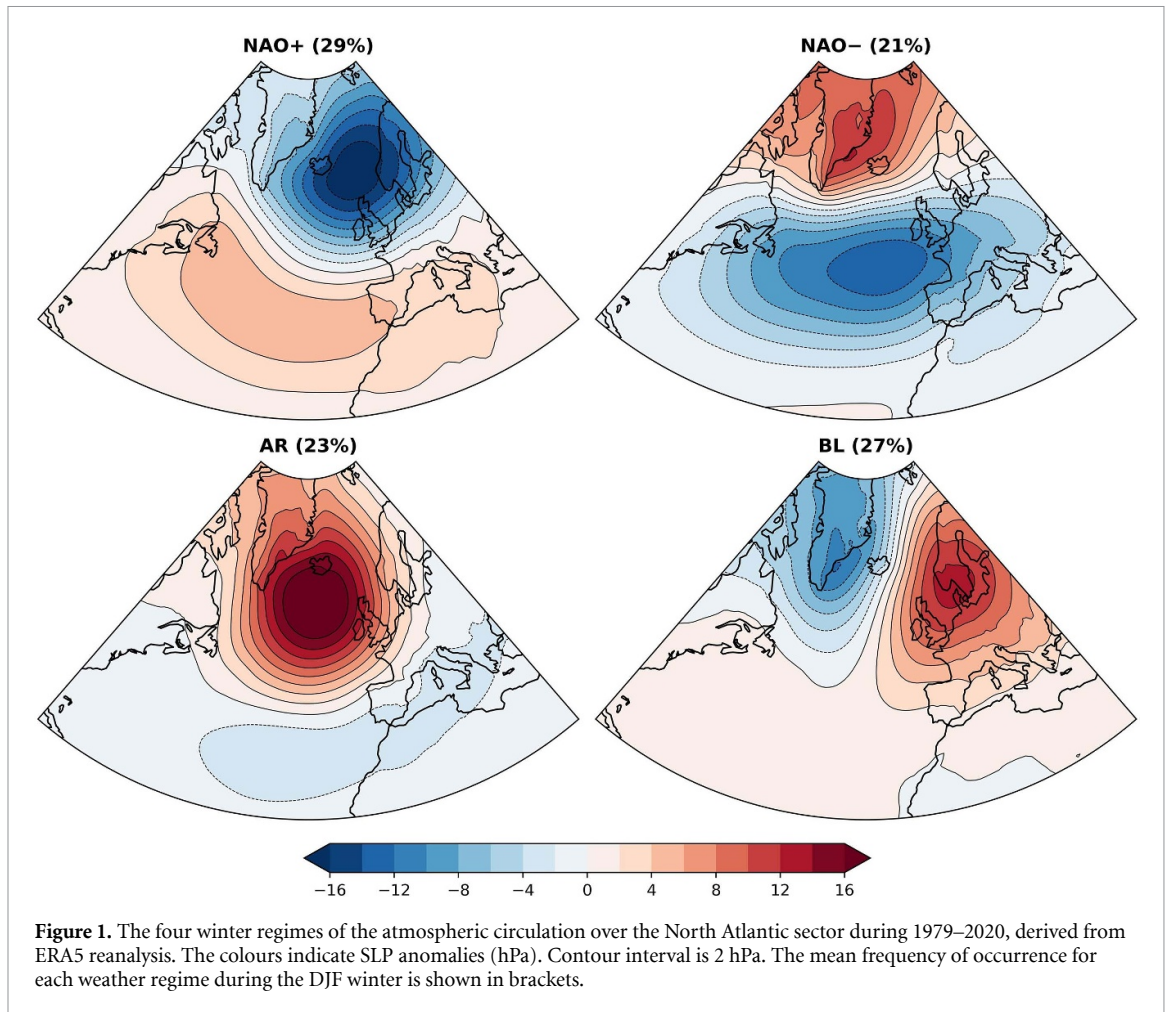 NAO+ (29%)
NAO− (21%)
AR (23%)
BL (27%)
−16 −12 −8 −4 0 4 8 12 16
Figure 1. The four winter regimes of the atmospheric circulation over the North Atlantic sector during 1979–2020, derived from
ERA5 reanalysis. The colours indicate SLP anomalies (hPa). Contour interval is 2 hPa. The mean frequency of occurrence for
each weather regime during the DJF winter is shown in brackets.